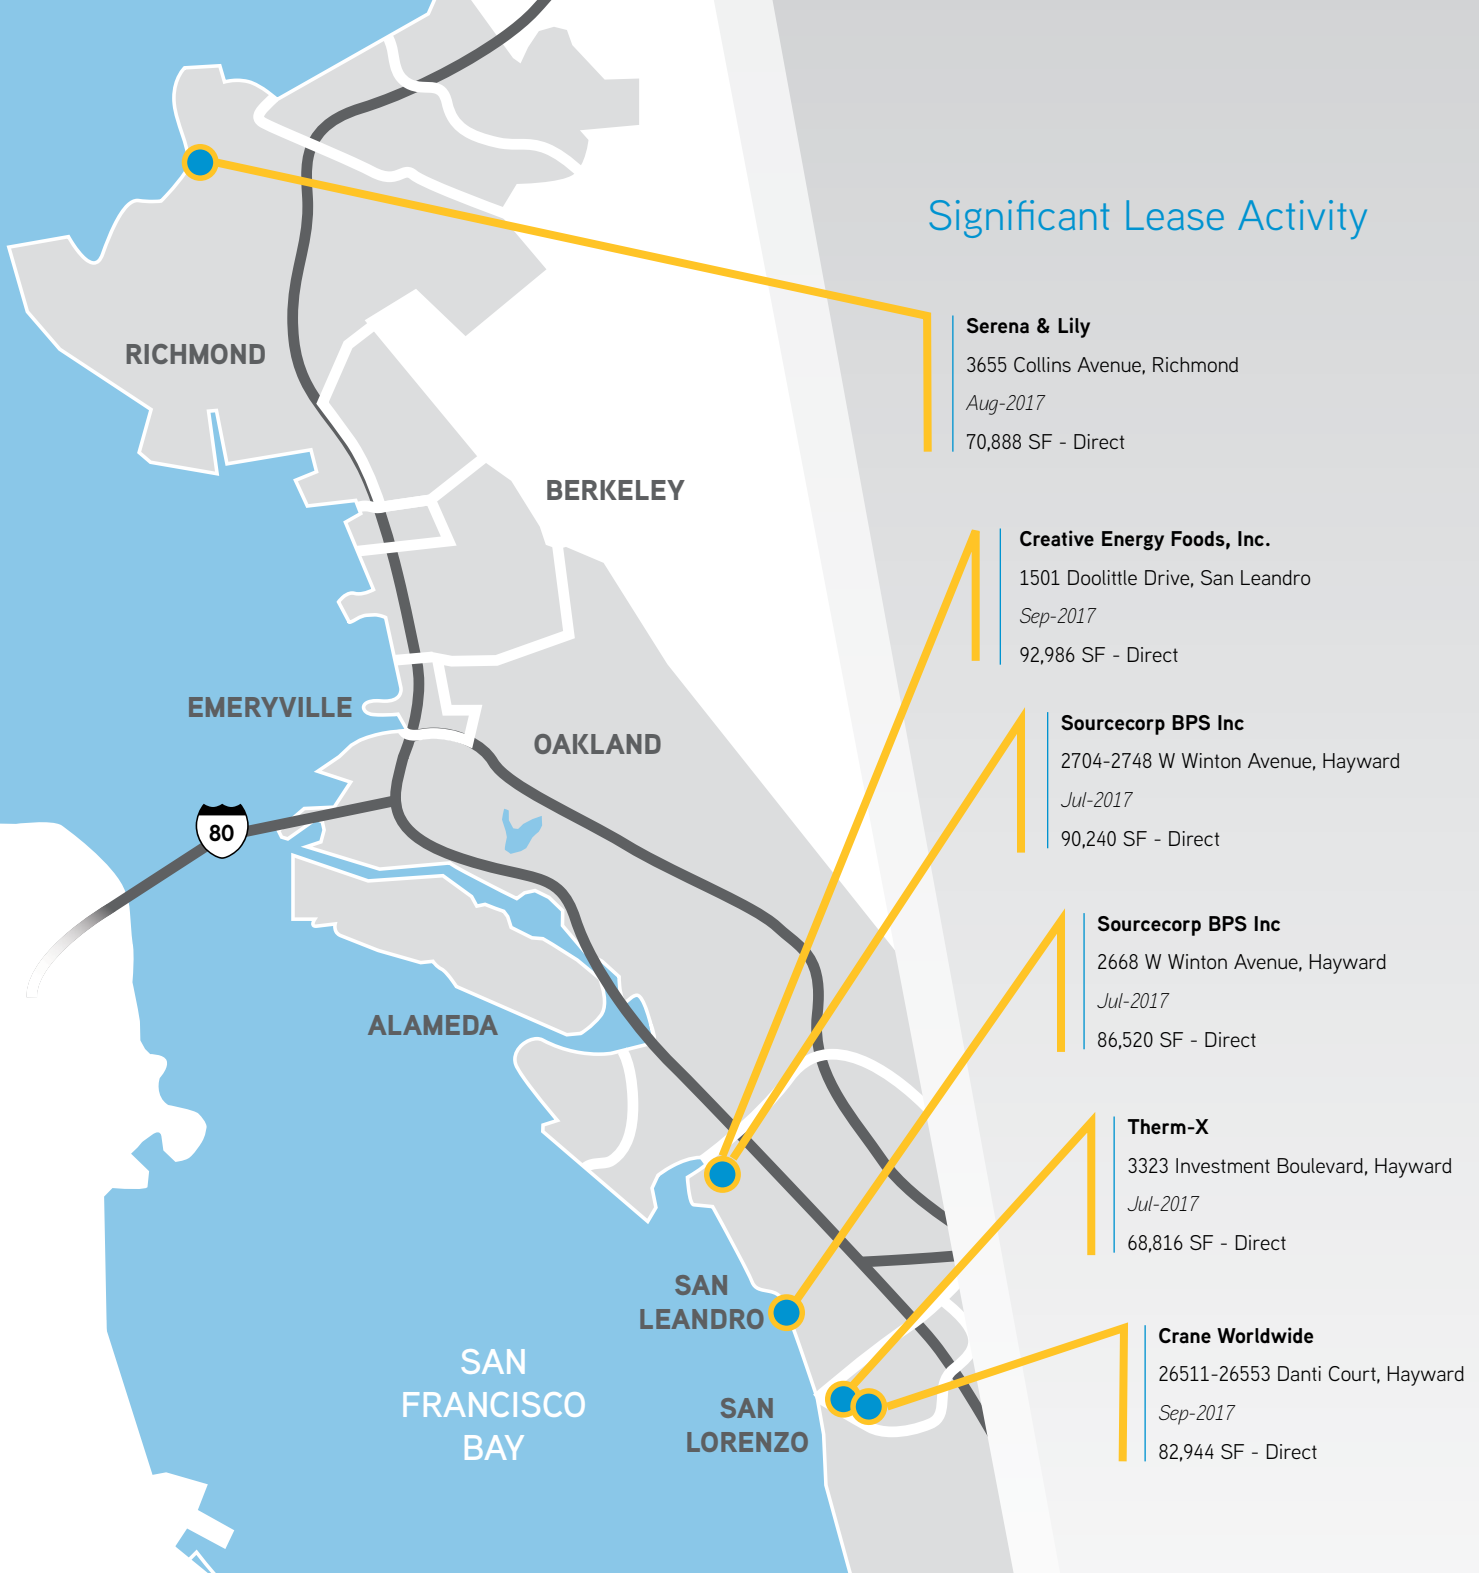 Significant Lease Activity
Serena & Lily
3655 Collins Avenue, Richmond
Aug-2017
70,888 SF - Direct
RICHMOND
BERKELEY
Creative Energy Foods, Inc.
1501 Doolittle Drive, San Leandro
Sep-2017
92,986 SF - Direct
EMERYVILLE
OAKLAND
Sourcecorp BPS Inc
2704-2748 W Winton Avenue, Hayward
Jul-2017
90,240 SF - Direct
80
Sourcecorp BPS Inc
2668 W Winton Avenue, Hayward
Jul-2017
86,520 SF - Direct
ALAMEDA
Therm-X
3323 Investment Boulevard, Hayward
Jul-2017
68,816 SF - Direct
SAN
LEANDRO
Crane Worldwide
26511-26553 Danti Court, Hayward
Sep-2017
82,944 SF - Direct
SAN
FRANCISCO
BAY
SAN
LORENZO